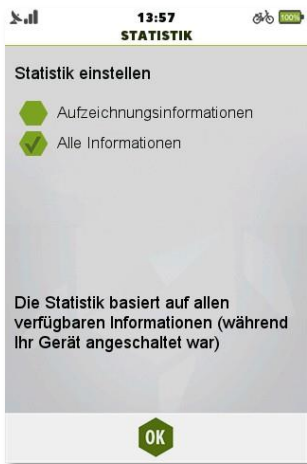 13:57
100%
STATISTIK
Statistik einstellen
Aufzeichnungsinformationen
Alle Informationen
Die Statistik basiert auf allen
verfügbaren Informationen (während
Ihr Gerät angeschaltet war)
OK